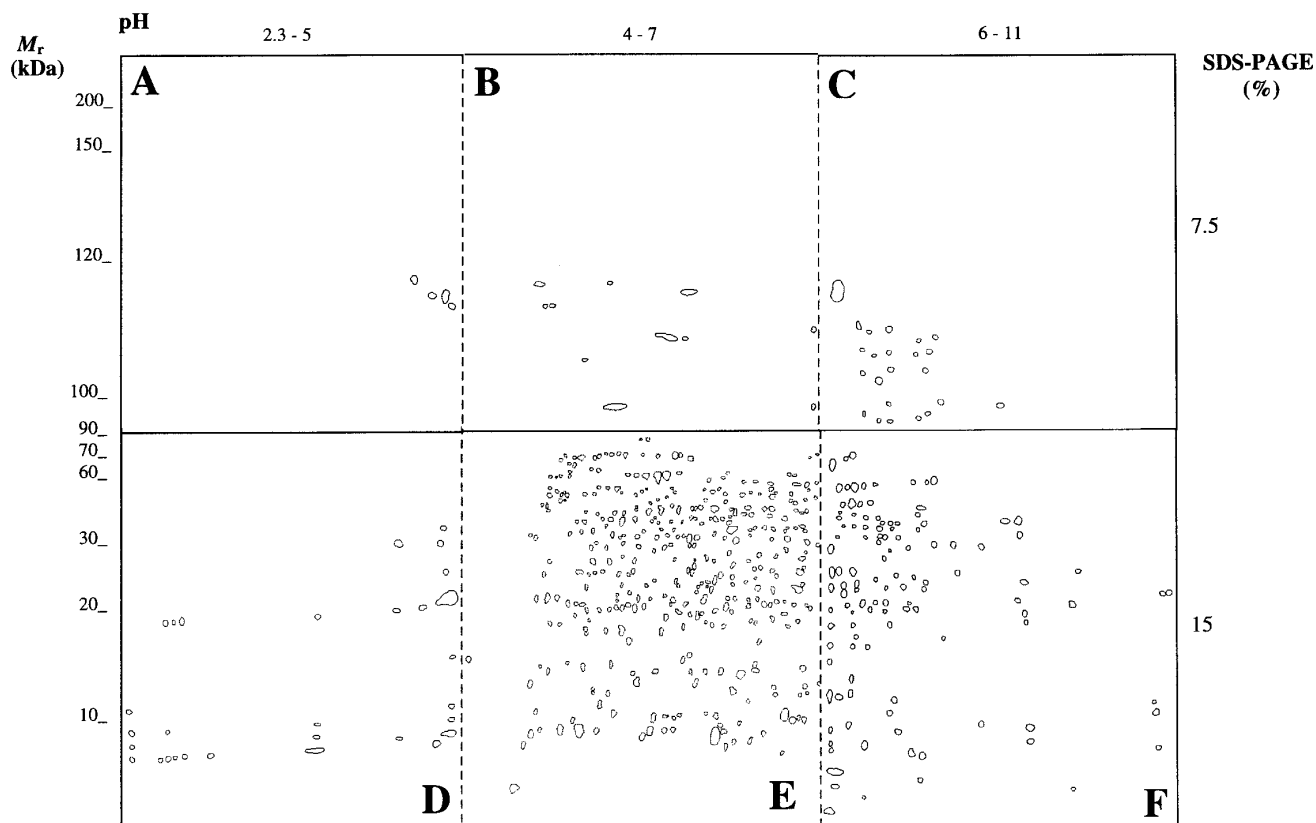 pH
2.3 - 5
4 - 7
6 - 11
Mr
(kDa)
SDS-PAGE
(%)
A
B
C
200_
150_
7.5
120_
100_
90_
70_
60_
30_
20_
15
10_
D
E
F